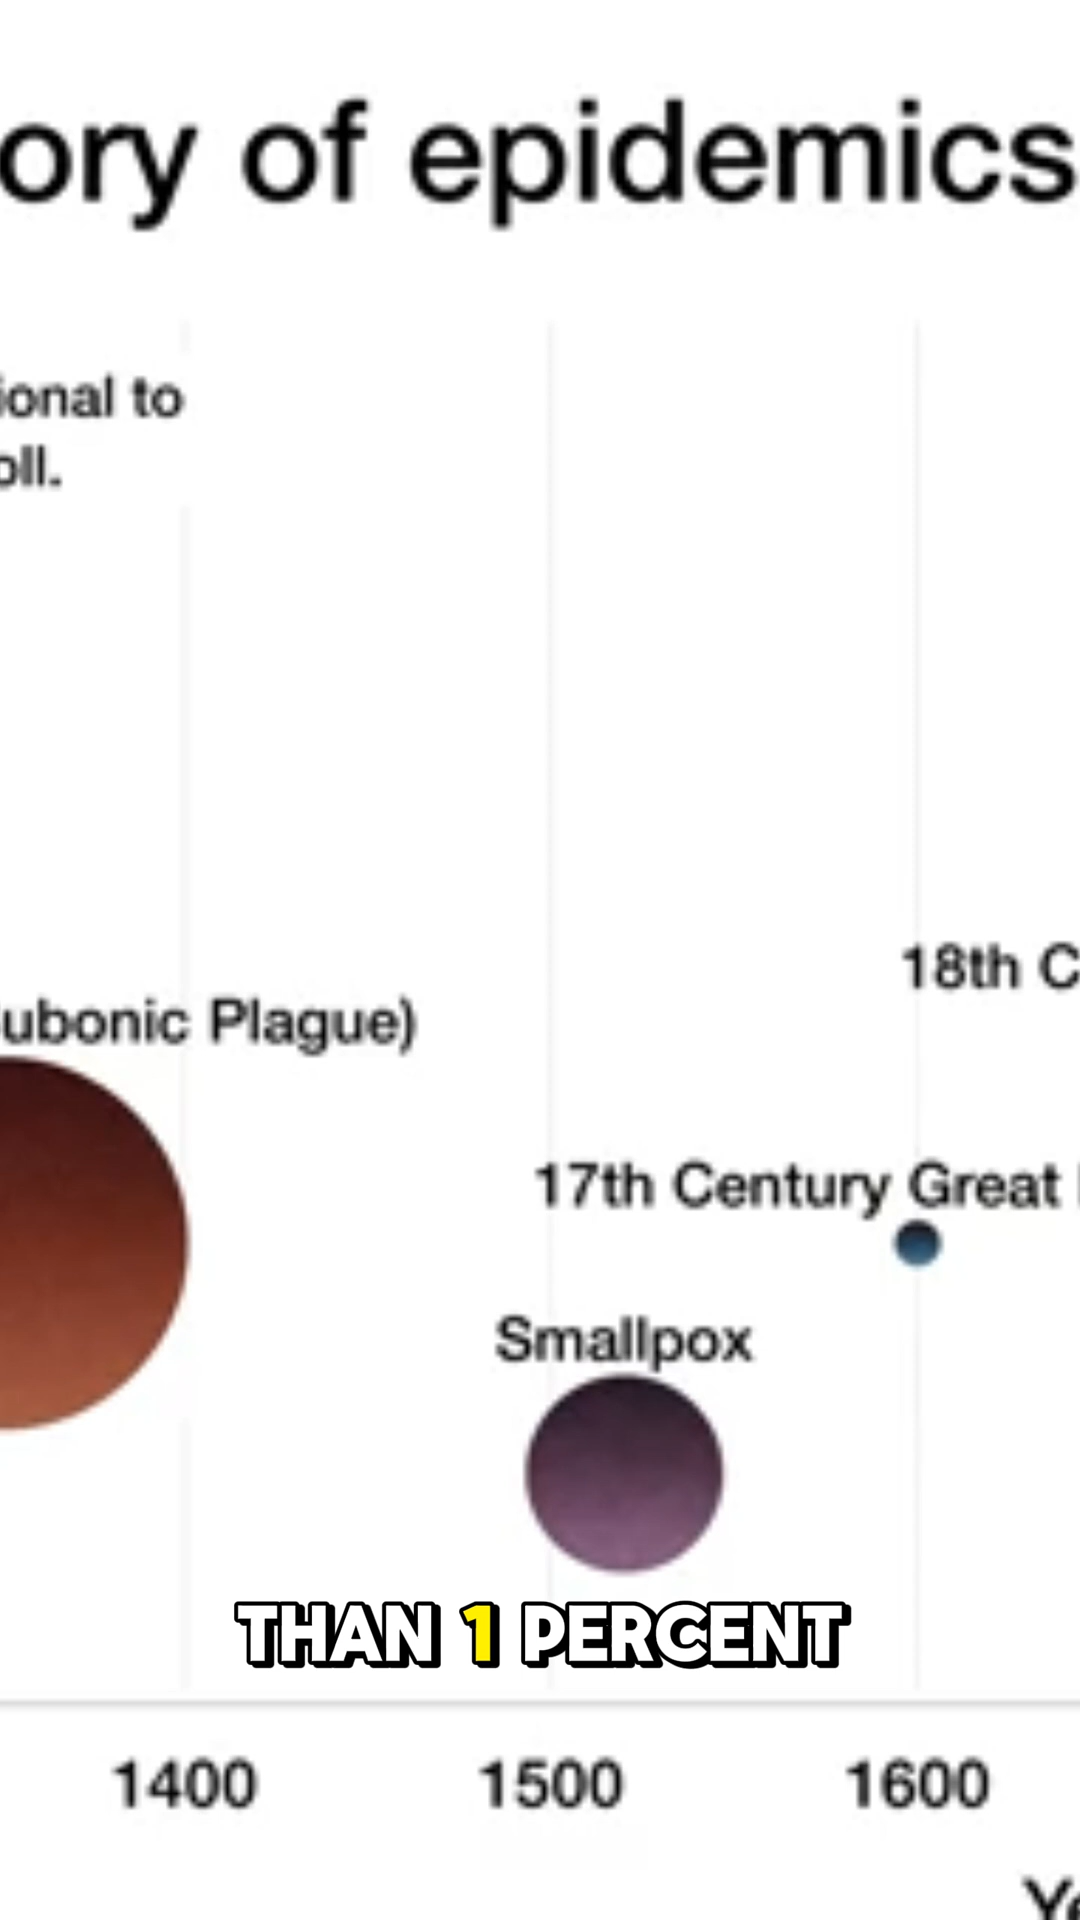 ory of epidemics
ional to
oll.
18th C
ubonic Plague)
17th Century Great
Smallpox
THAN 1 PERCENT
1400 1500 1600
Ye